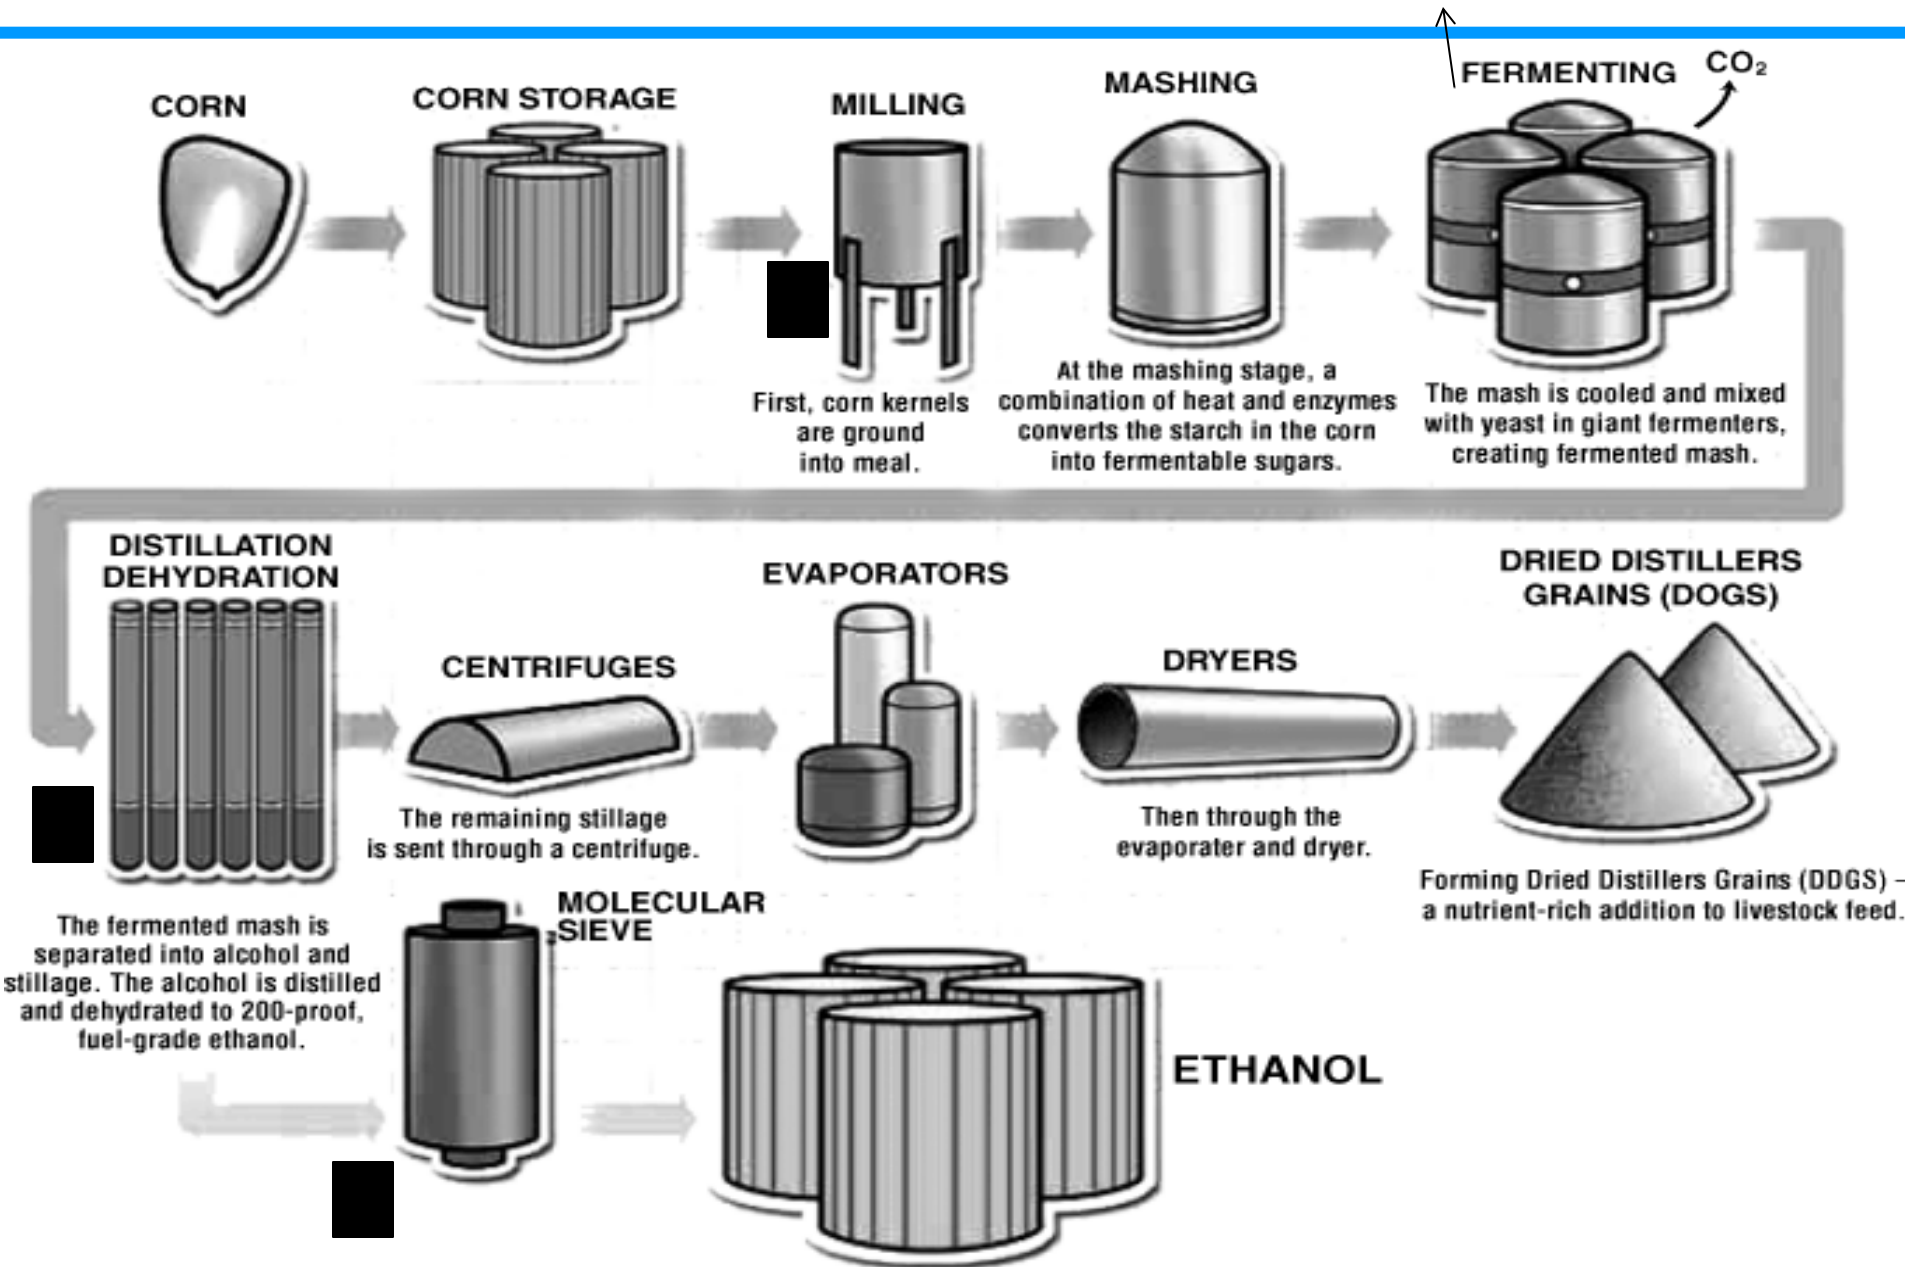 CORN
CORN STORAGE
MILLING
First, corn kernels
are ground
into meal.
MASHING
At the mashing stage, a
combination of heat and enzymes
converts the starch in the corn
into fermentable sugars.
FERMENTING
CO₂
The mash is cooled and mixed
with yeast in giant fermenters,
creating fermented mash.
DISTILLATION
DEHYDRATION
The fermented mash is
separated into alcohol and
stillage. The alcohol is distilled
and dehydrated to 200-proof,
fuel-grade ethanol.
CENTRIFUGES
The remaining stillage
is sent through a centrifuge.
EVAPORATORS
DRYERS
Then through the
evaporater and dryer.
DRIED DISTILLERS
GRAINS (DOGS)
Forming Dried Distillers Grains (DDGS) –
a nutrient-rich addition to livestock feed.
MOLECULAR
SIEVE
ETHANOL